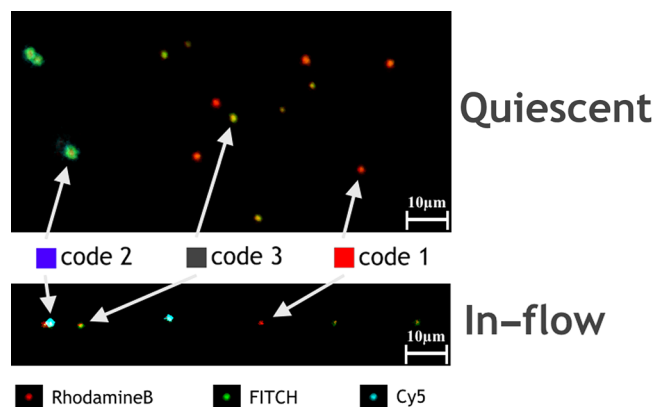 Quiescent
10µm
code 2
code 3
code 1
In-flow
10µm
RhodamineB
FITCH
Cy5